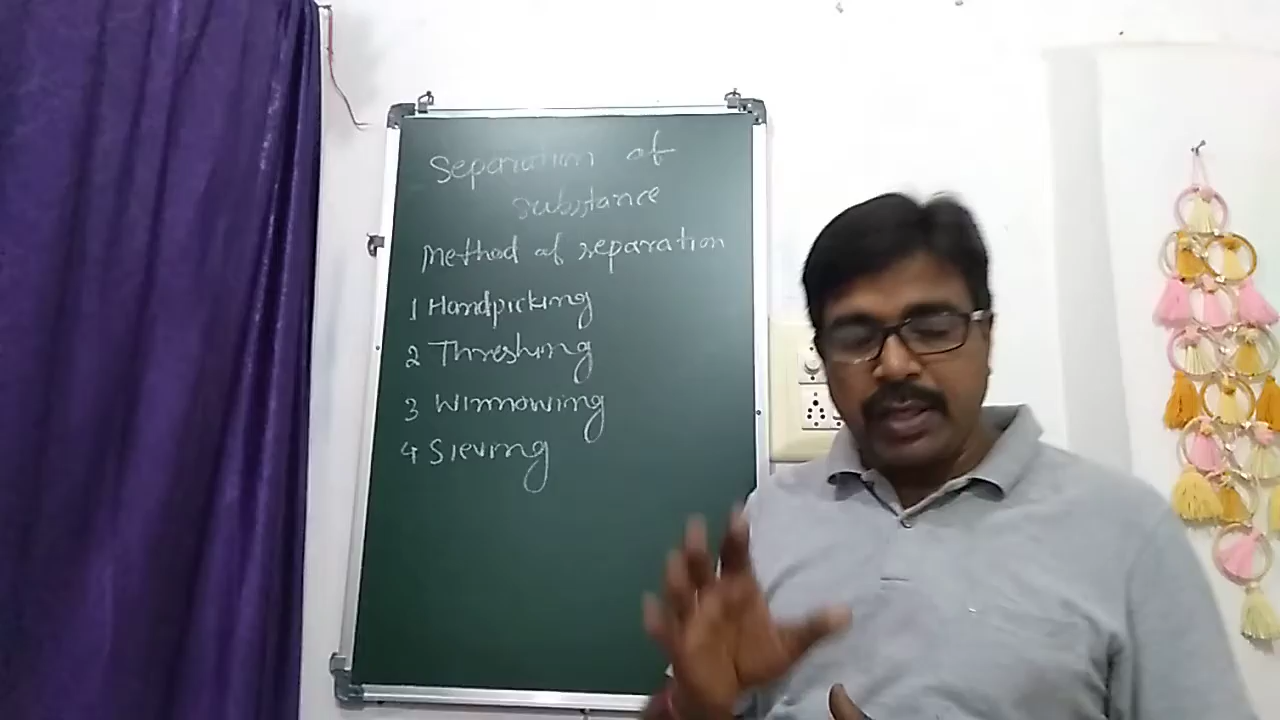 Separation of
substance
Method of separation
1 Handpicking
2 Threshing
3 Winnowing
4 Sieving